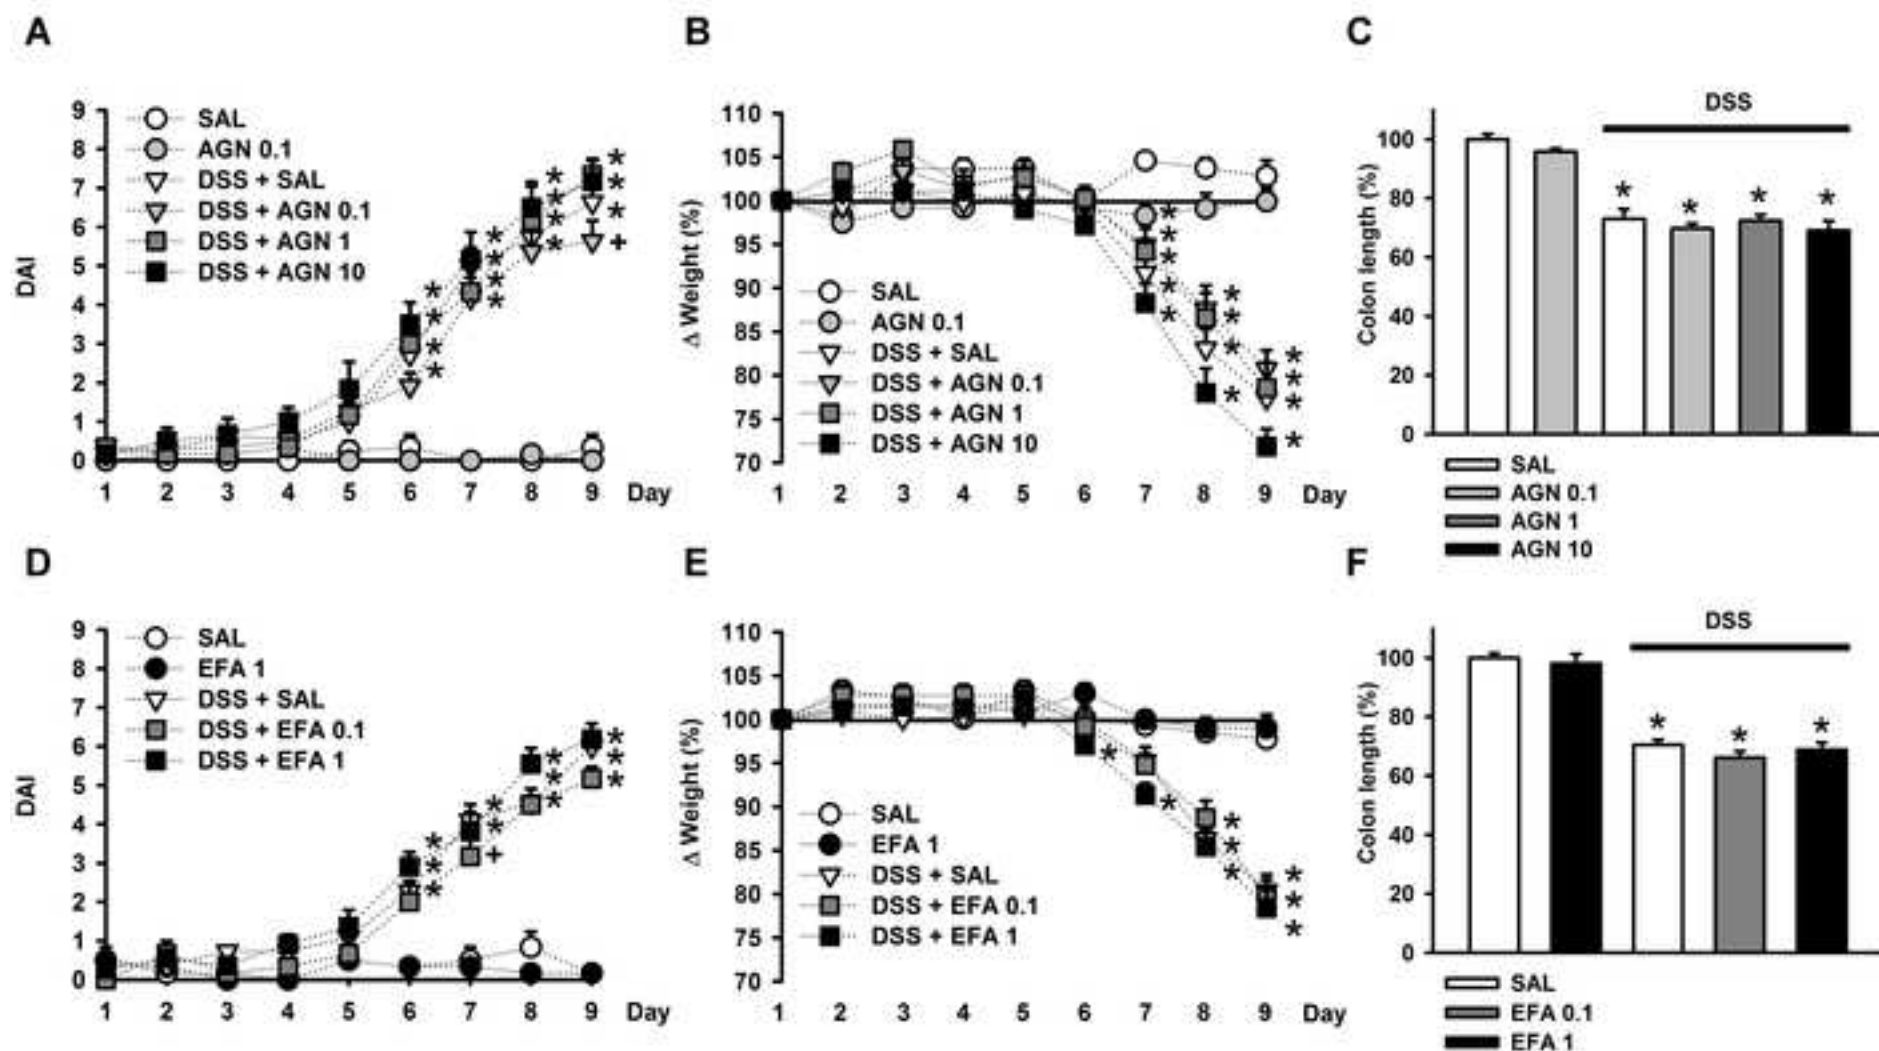 A
B
C
DAI
9
8
7
6
5
4
3
2
1
0
SAL
AGN 0.1
DSS + SAL
DSS + AGN 0.1
DSS + AGN 1
DSS + AGN 10
* * * * * * * * * * * * * * * +
1 2 3 4 5 6 7 8 9 Day
Δ Weight (%)
110
105
100
95
90
85
80
75
70
SAL
AGN 0.1
DSS + SAL
DSS + AGN 0.1
DSS + AGN 1
DSS + AGN 10
* * * * * * * * * * * * *
1 2 3 4 5 6 7 8 9 Day
Colon length (%)
100
80
60
40
20
0
DSS
* * * *
SAL
AGN 0.1
AGN 1
AGN 10
D
E
F
DAI
9
8
7
6
5
4
3
2
1
0
SAL
EFA 1
DSS + SAL
DSS + EFA 0.1
DSS + EFA 1
* * * * * + * * * * * *
1 2 3 4 5 6 7 8 9 Day
Δ Weight (%)
110
105
100
95
90
85
80
75
70
SAL
EFA 1
DSS + SAL
DSS + EFA 0.1
DSS + EFA 1
* * * * * * * *
1 2 3 4 5 6 7 8 9 Day
Colon length (%)
100
80
60
40
20
0
DSS
* * *
SAL
EFA 0.1
EFA 1